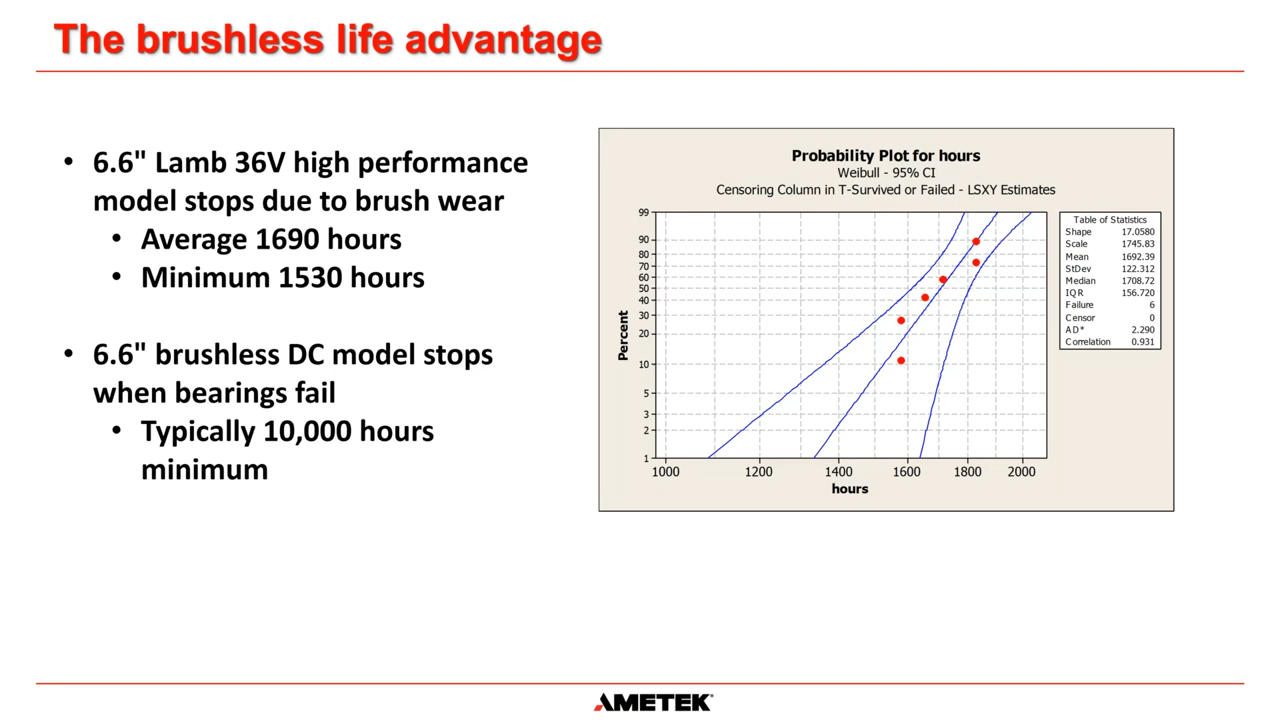 The brushless life advantage
• 6.6" Lamb 36V high performance
model stops due to brush wear
• Average 1690 hours
• Minimum 1530 hours
• 6.6" brushless DC model stops
when bearings fail
• Typically 10,000 hours
minimum
Probability Plot for hours
Weibull - 95% CI
Censoring Column in T-Survived or Failed - LSXY Estimates
Percent
99
90
80
70
60
50
40
30
20
10
5
3
2
1
1000 1200 1400 1600 1800 2000
hours
Table of Statistics
Shape 17.0580
Scale 1745.83
Mean 1692.39
StDev 122.312
Median 1708.72
IQR 156.720
Failure 6
Censor 0
AD* 2.290
Correlation 0.931
AMETEK